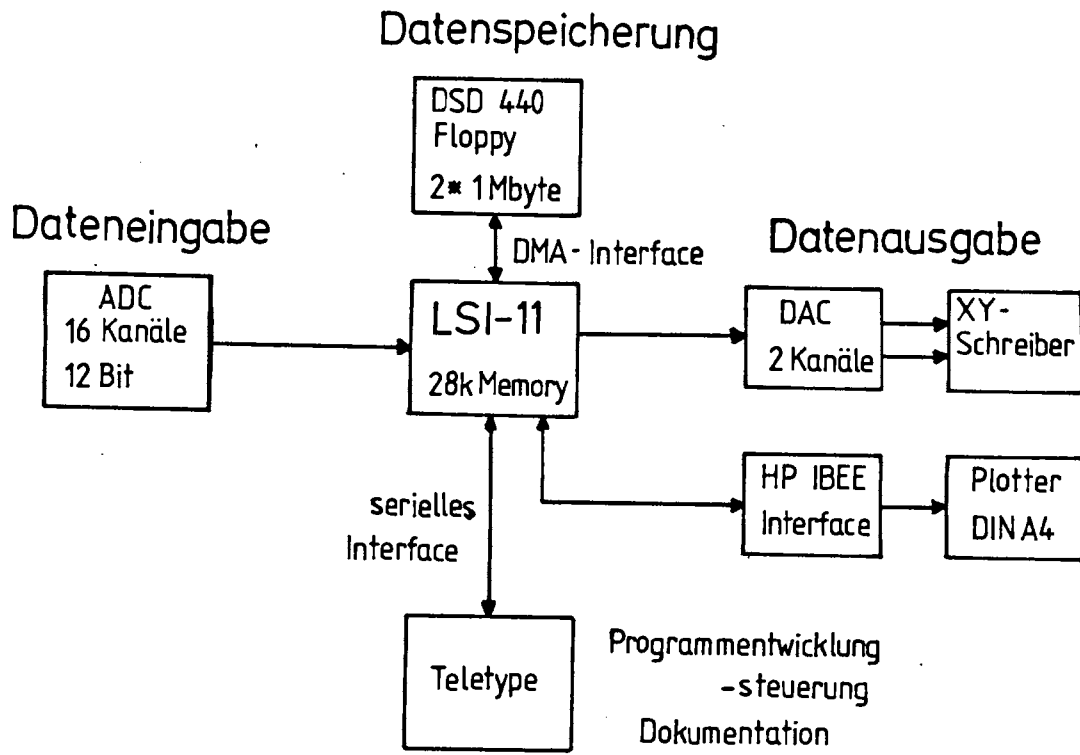 Datenspeicherung
DSD 440
Floppy
2* 1Mbyte
DMA-Interface
Dateneingabe
ADC
16 Kanäle
12 Bit
LSI-11
28k Memory
Datenausgabe
DAC
2 Kanäle
XY-
Schreiber
HP IBEE
Interface
Plotter
DIN A4
serielles
Interface
Teletype
Programmentwicklung
-steuerung
Dokumentation